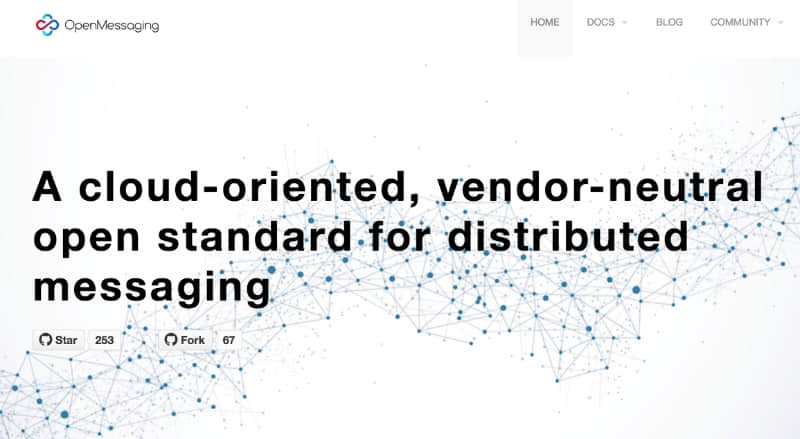 OpenMessaging
HOME DOCS BLOG COMMUNITY
A cloud-oriented, vendor-neutral
open standard for distributed
messaging
Star 253 Fork 67